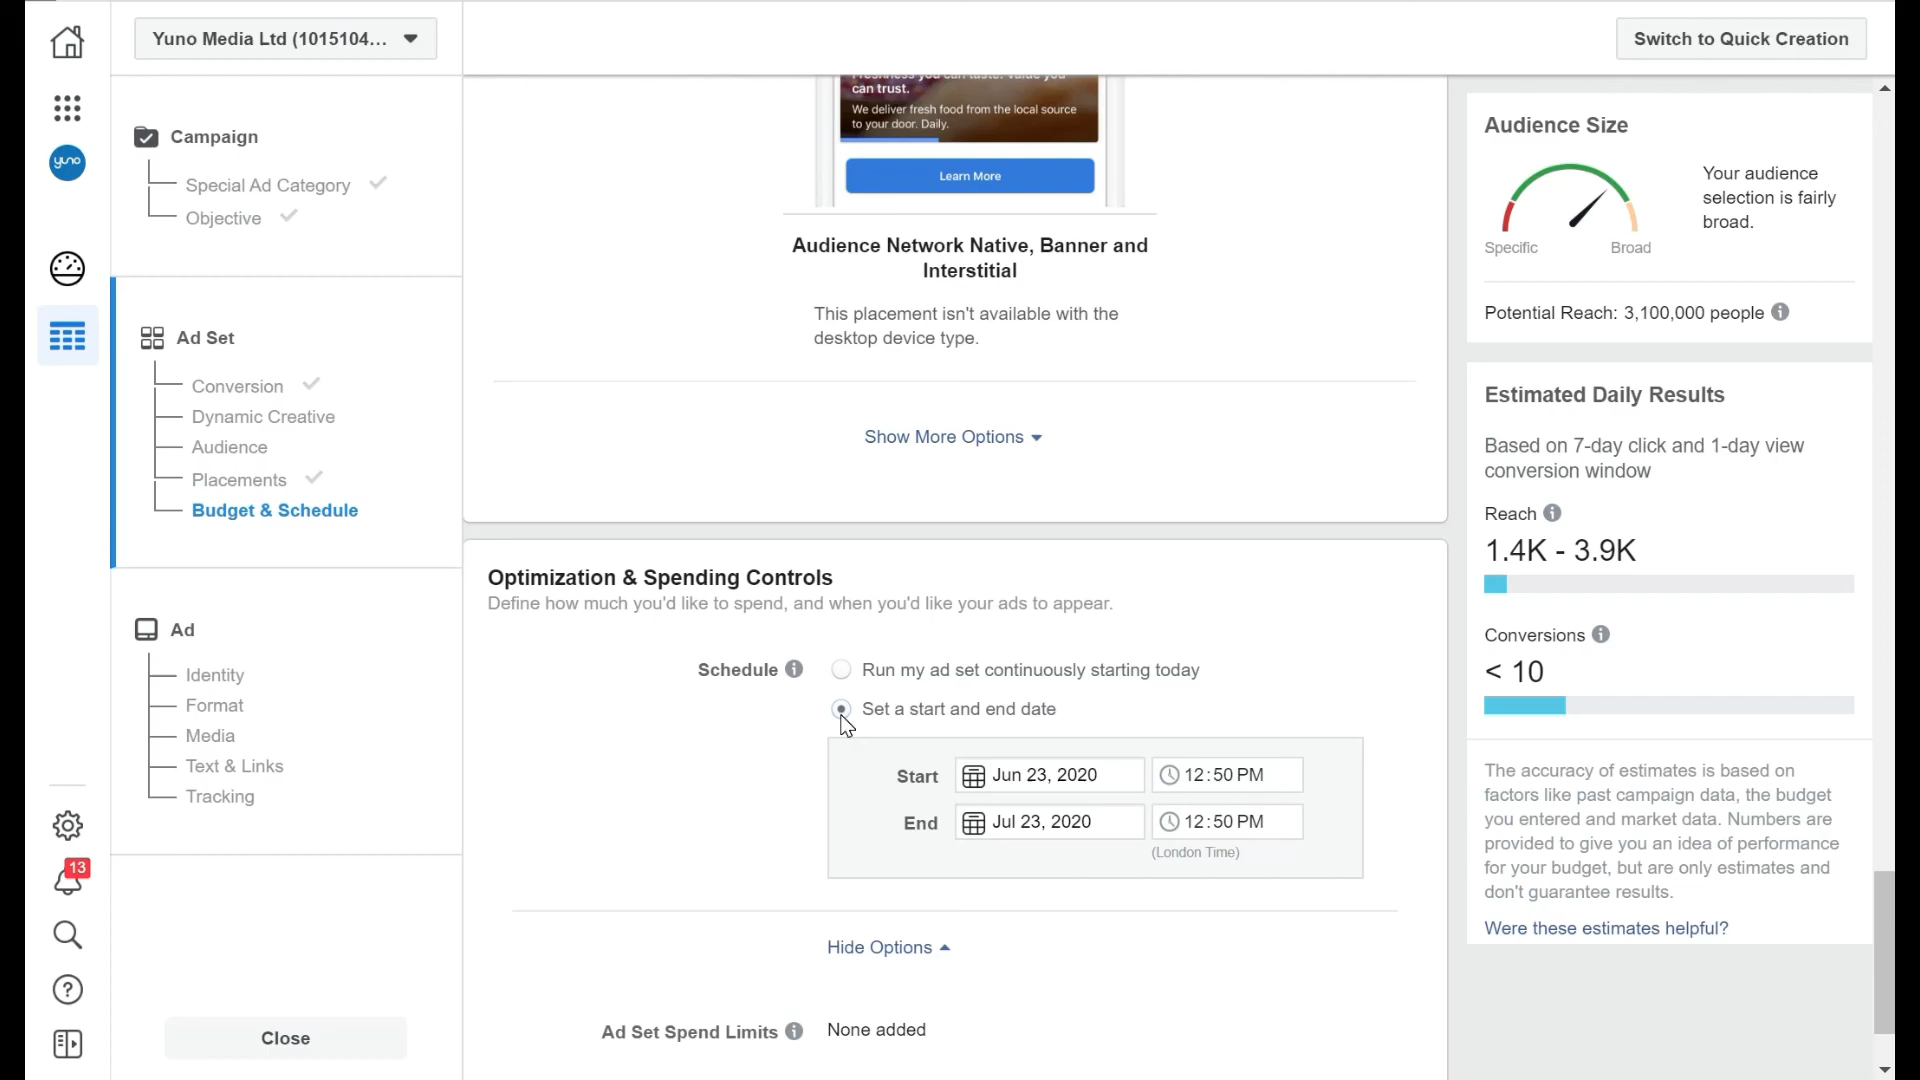 Yuno Media Ltd (1015104...
Switch to Quick Creation
yuno
Campaign
Special Ad Category
Objective
Ad Set
Conversion
Dynamic Creative
Audience
Placements
Budget & Schedule
Ad
Identity
Format
Media
Text & Links
Tracking
13
Close
Freshness you can taste. Value you
can trust.
We deliver fresh food from the local source
to your door. Daily.
Learn More
Audience Network Native, Banner and
Interstitial
This placement isn't available with the
desktop device type.
Show More Options
Optimization & Spending Controls
Define how much you'd like to spend, and when you'd like your ads to appear.
Schedule
Run my ad set continuously starting today
Set a start and end date
Start Jun 23, 2020 12:50 PM
End Jul 23, 2020 12:50 PM
(London Time)
Hide Options
Ad Set Spend Limits None added
Audience Size
Your audience
selection is fairly
broad.
Specific Broad
Potential Reach: 3,100,000 people
Estimated Daily Results
Based on 7-day click and 1-day view
conversion window
Reach
1.4K - 3.9K
Conversions
< 10
The accuracy of estimates is based on
factors like past campaign data, the budget
you entered and market data. Numbers are
provided to give you an idea of performance
for your budget, but are only estimates and
don't guarantee results.
Were these estimates helpful?